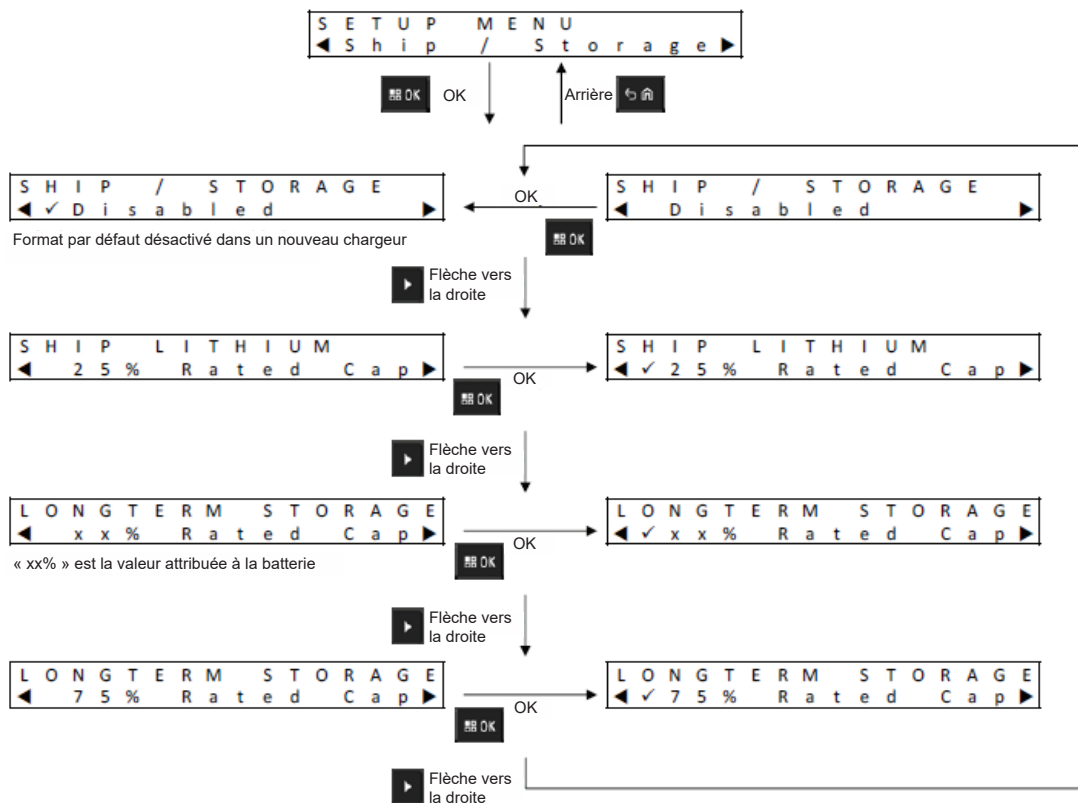 SETUP MENU
◀Ship / Storage▶
OK OK
Arrière
SHIP / STORAGE
◀✓Disabled ▶
Format par défaut désactivé dans un nouveau chargeur
OK
OK
SHIP / STORAGE
◀ Disabled ▶
Flèche vers
la droite
SHIP LITHIUM
◀ 25% Rated Cap▶
OK
OK
SHIP LITHIUM
◀✓25% Rated Cap▶
Flèche vers
la droite
LONGTERM STORAGE
◀ xx% Rated Cap▶
« xx% » est la valeur attribuée à la batterie
OK
OK
LONGTERM STORAGE
◀✓xx% Rated Cap▶
Flèche vers
la droite
LONGTERM STORAGE
◀ 75% Rated Cap▶
OK
OK
LONGTERM STORAGE
◀✓75% Rated Cap▶
Flèche vers
la droite